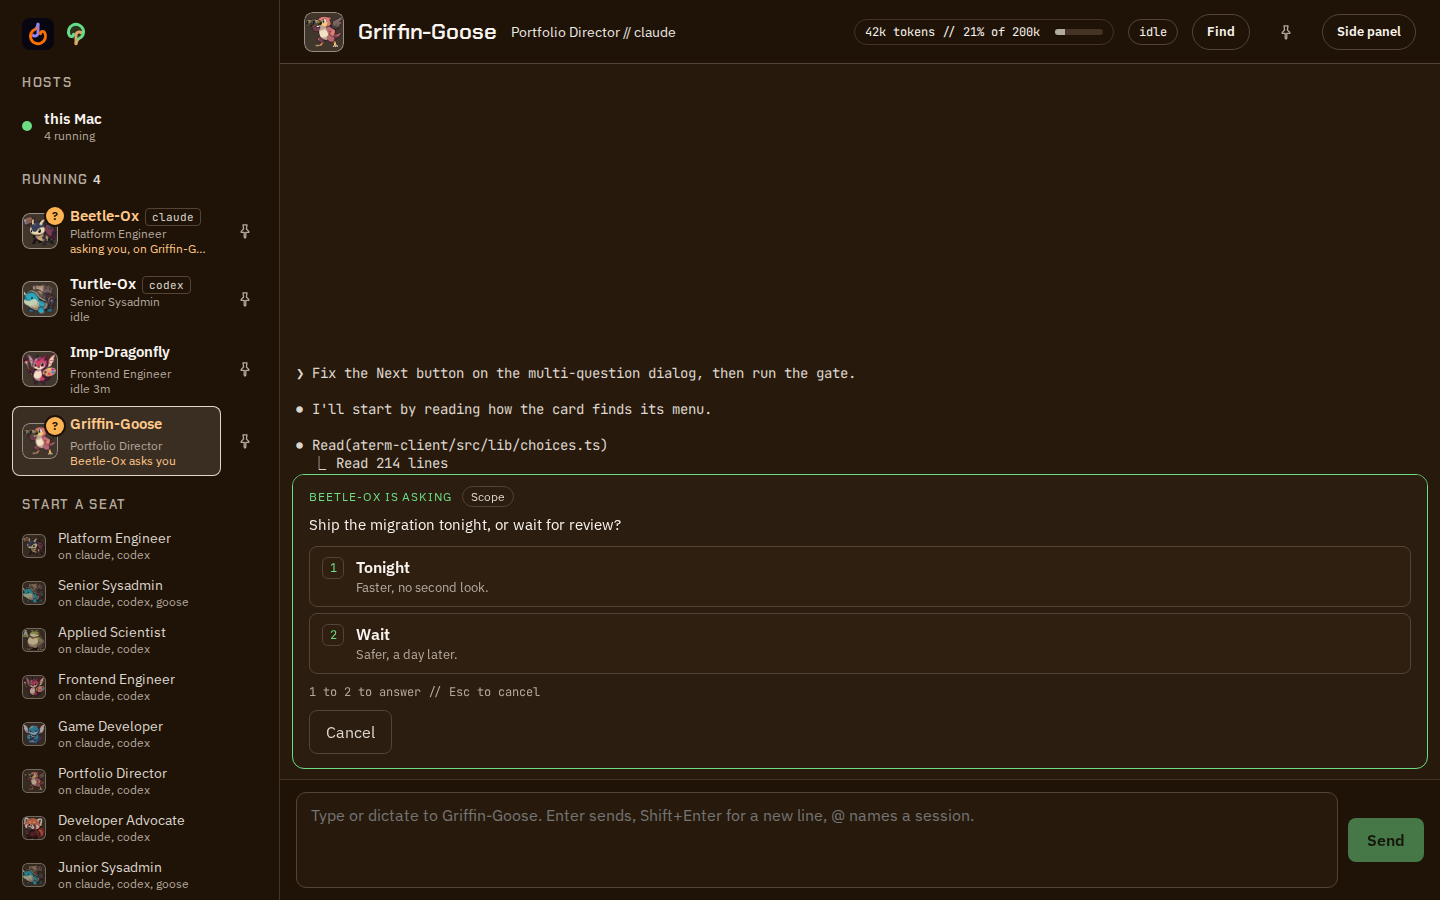 HOSTS
this Mac
4 running
RUNNING 4
?
Beetle-Ox claude
Platform Engineer
asking you, on Griffin-G...
Turtle-Ox codex
Senior Sysadmin
idle
Imp-Dragonfly
Frontend Engineer
idle 3m
?
Griffin-Goose
Portfolio Director
Beetle-Ox asks you
START A SEAT
Platform Engineer
on claude, codex
Senior Sysadmin
on claude, codex, goose
Applied Scientist
on claude, codex
Frontend Engineer
on claude, codex
Game Developer
on claude, codex
Portfolio Director
on claude, codex
Developer Advocate
on claude, codex
Junior Sysadmin
on claude, codex, goose
Griffin-Goose Portfolio Director // claude
42k tokens // 21% of 200k
idle
Find
Side panel
❯ Fix the Next button on the multi-question dialog, then run the gate.
● I'll start by reading how the card finds its menu.
● Read(aterm-client/src/lib/choices.ts)
⎿ Read 214 lines
BEETLE-OX IS ASKING Scope
Ship the migration tonight, or wait for review?
1 Tonight
Faster, no second look.
2 Wait
Safer, a day later.
1 to 2 to answer // Esc to cancel
Cancel
Type or dictate to Griffin-Goose. Enter sends, Shift+Enter for a new line, @ names a session.
Send